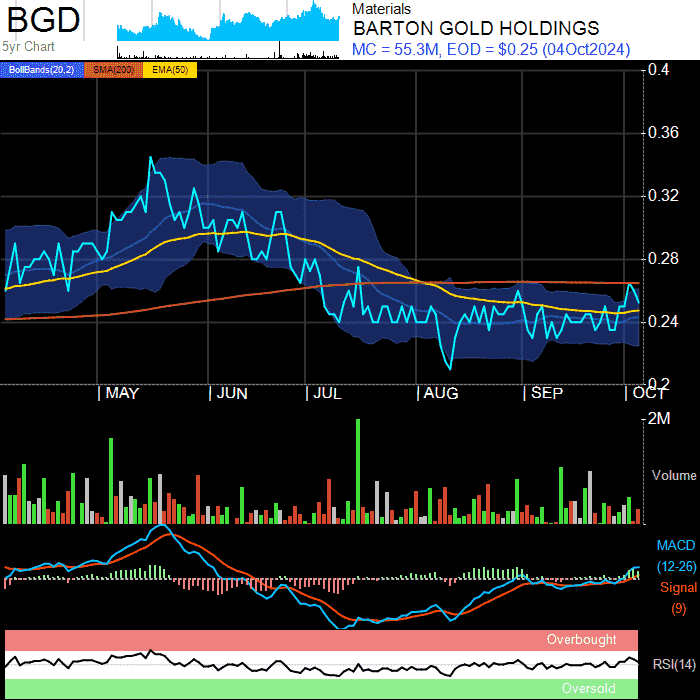 BGD
5yr Chart
Materials
BARTON GOLD HOLDINGS
MC = 55.3M, EOD = $0.25 (04Oct2024)
BollBands(20,2) SMA(200) EMA(50)
0.4
0.36
0.32
0.28
0.24
0.2
| MAY | JUN | JUL | AUG | SEP | OCT
2M
Volume
MACD
(12-26)
Signal
(9)
Overbought
RSI(14)
Oversold